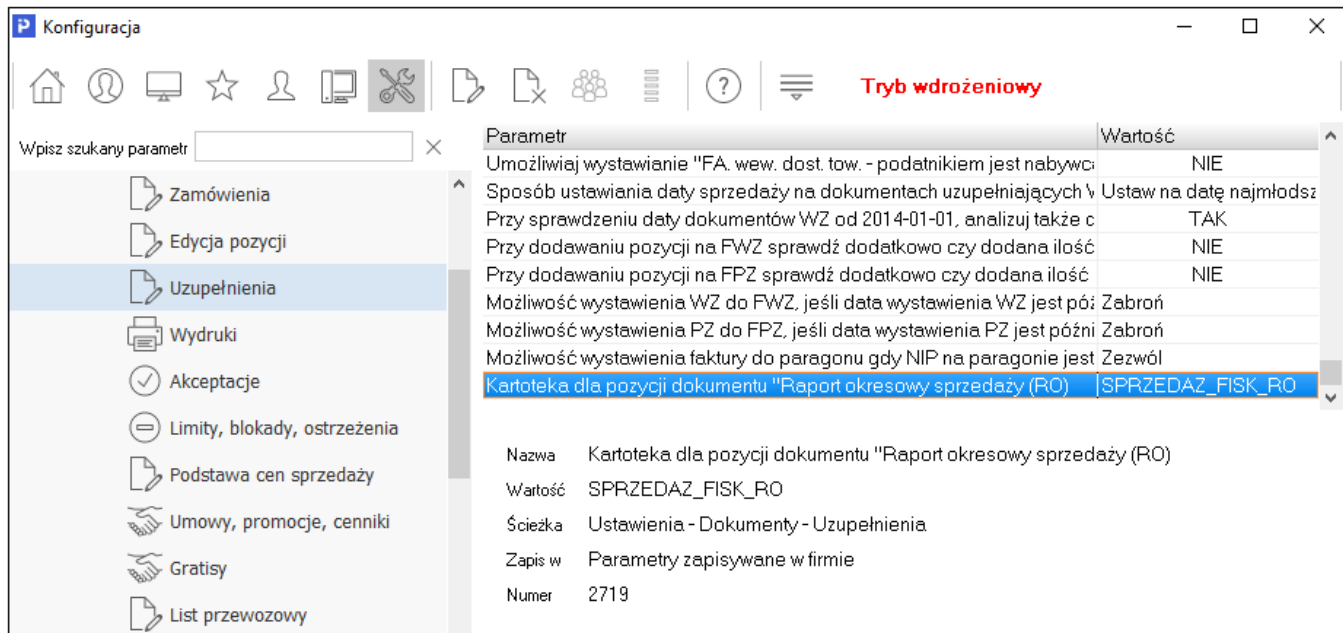 Konfiguracja
Tryb wdrożeniowy
Wpisz szukany parametr
Zamówienia
Edycja pozycji
Uzupełnienia
Wydruki
Akceptacje
Limity, blokady, ostrzeżenia
Podstawa cen sprzedaży
Umowy, promocje, cenniki
Gratisy
List przewozowy
Parametr Wartość
Umożliwiaj wystawianie "FA. wew. dost. tow. - podatnikiem jest nabywc NIE
Sposób ustawiania daty sprzedaży na dokumentach uzupełniających Ustaw na datę najmłodsz
Przy sprawdzeniu daty dokumentów WZ od 2014-01-01, analizuj także c TAK
Przy dodawaniu pozycji na FWZ sprawdź dodatkowo czy dodana ilość NIE
Przy dodawaniu pozycji na FPZ sprawdź dodatkowo czy dodana ilość NIE
Możliwość wystawienia WZ do FWZ, jeśli data wystawienia WZ jest póź Zabroń
Możliwość wystawienia PZ do FPZ, jeśli data wystawienia PZ jest późni Zabroń
Możliwość wystawienia faktury do paragonu gdy NIP na paragonie jest Zezwól
Kartoteka dla pozycji dokumentu "Raport okresowy sprzedaży (RO) SPRZEDAZ_FISK_RO
Nazwa Kartoteka dla pozycji dokumentu "Raport okresowy sprzedaży (RO)
Wartość SPRZEDAZ_FISK_RO
Ścieżka Ustawienia - Dokumenty - Uzupełnienia
Zapis w Parametry zapisywane w firmie
Numer 2719